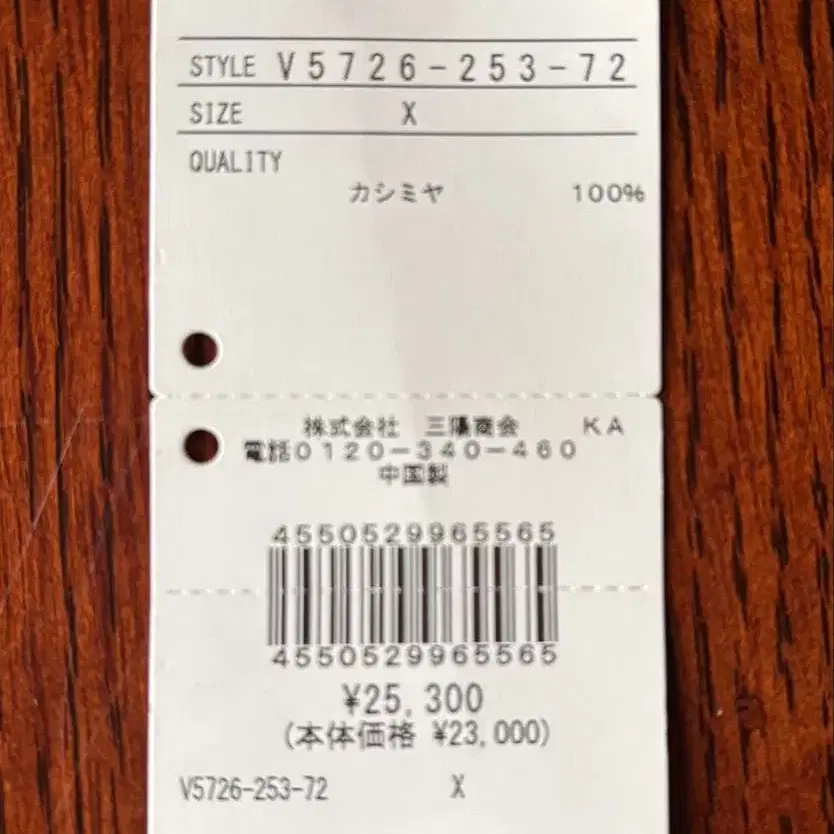 STYLE V5726-253-72
SIZE X
QUALITY
カシミヤ 100%
株式会社 三陽商会 KA
電話0120-340-460
中国製
4550529965565
4550529965565
¥25,300
(本体価格 ¥23,000)
V5726-253-72 X